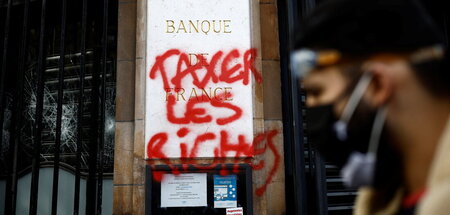 BANQUE
DE
FRANCE
TAXER
LES
RICHES